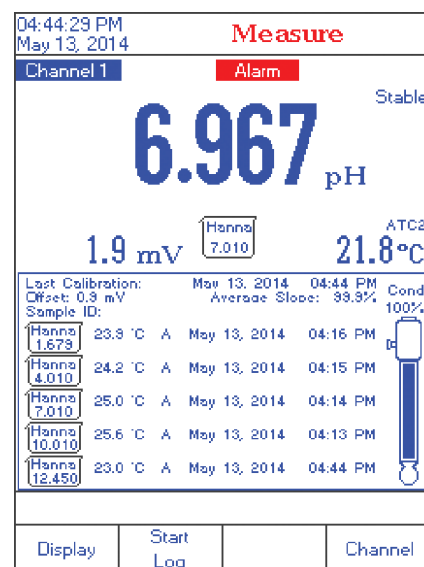 04:44:29 PM
May 13, 2014
Measure
Channel 1
Alarm
Stable
6.967 pH
Hanna
7.010
ATC2
1.9 mV
21.8°C
Last Calibration: May 13, 2014 04:44 PM
Offset: 0.9 mV Average Slope: 99.9%
Sample ID:
Cond
100%
Hanna
1.679
23.9 °C A May 13, 2014 04:16 PM
Hanna
4.010
24.2 °C A May 13, 2014 04:15 PM
Hanna
7.010
25.0 °C A May 13, 2014 04:14 PM
Hanna
10.010
25.6 °C A May 13, 2014 04:13 PM
Hanna
12.450
23.0 °C A May 13, 2014 04:44 PM
Display
Start
Log
Channel